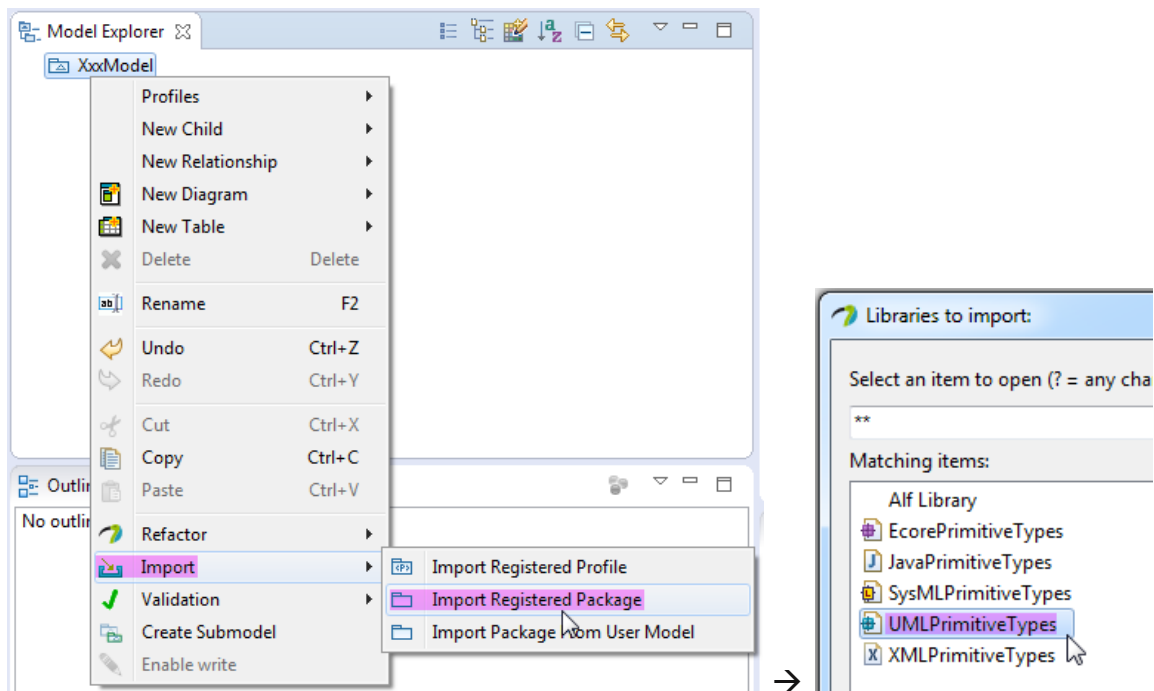 Model Explorer
XxxModel
Profiles
New Child
New Relationship
New Diagram
New Table
Delete Delete
Rename F2
Undo Ctrl+Z
Redo Ctrl+Y
Cut Ctrl+X
Copy Ctrl+C
Paste Ctrl+V
Refactor
Import
Validation
Create Submodel
Enable write
Import Registered Profile
Import Registered Package
Import Package from User Model
Outlin
No outlin
→
Libraries to import:
Select an item to open (? = any cha
**
Matching items:
Alf Library
EcorePrimitiveTypes
JavaPrimitiveTypes
SysMLPrimitiveTypes
UMLPrimitiveTypes
XMLPrimitiveTypes